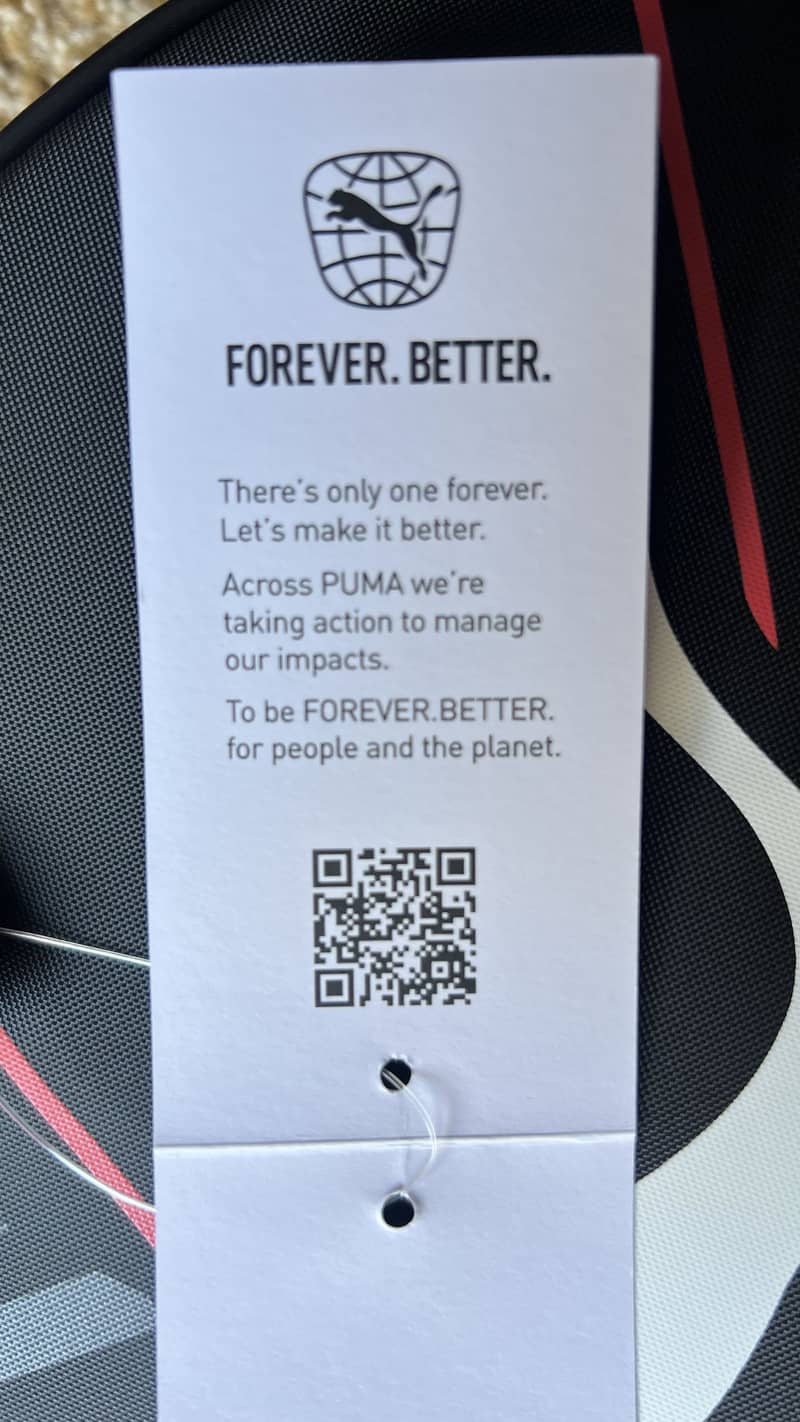 FOREVER. BETTER.
There's only one forever.
Let's make it better.
Across PUMA we're
taking action to manage
our impacts.
To be FOREVER.BETTER.
for people and the planet.